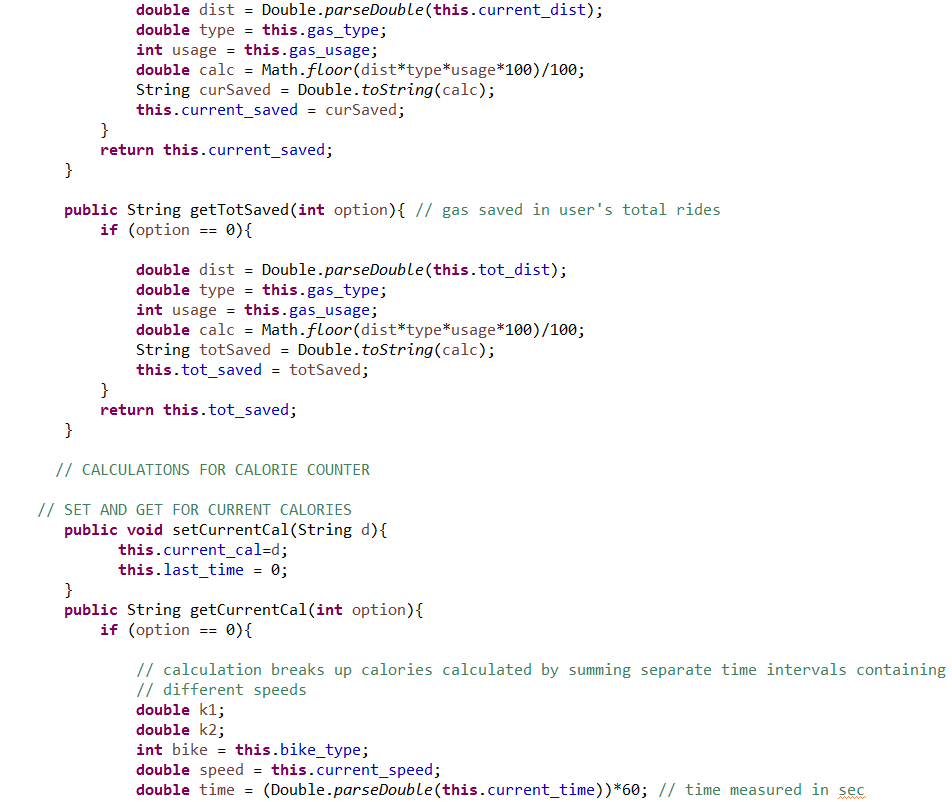 double dist = Double.parseDouble(this.current_dist);
double type = this.gas_type;
int usage = this.gas_usage;
double calc = Math.floor(dist*type*usage*100)/100;
String curSaved = Double.toString(calc);
this.current_saved = curSaved;
}
return this.current_saved;
}
public String getTotSaved(int option){ // gas saved in user's total rides
if (option == 0){
double dist = Double.parseDouble(this.tot_dist);
double type = this.gas_type;
int usage = this.gas_usage;
double calc = Math.floor(dist*type*usage*100)/100;
String totSaved = Double.toString(calc);
this.tot_saved = totSaved;
}
return this.tot_saved;
}
// CALCULATIONS FOR CALORIE COUNTER
// SET AND GET FOR CURRENT CALORIES
public void setCurrentCal(String d){
this.current_cal=d;
this.last_time = 0;
}
public String getCurrentCal(int option){
if (option == 0){
// calculation breaks up calories calculated by summing separate time intervals containing
// different speeds
double k1;
double k2;
int bike = this.bike_type;
double speed = this.current_speed;
double time = (Double.parseDouble(this.current_time))*60; // time measured in sec